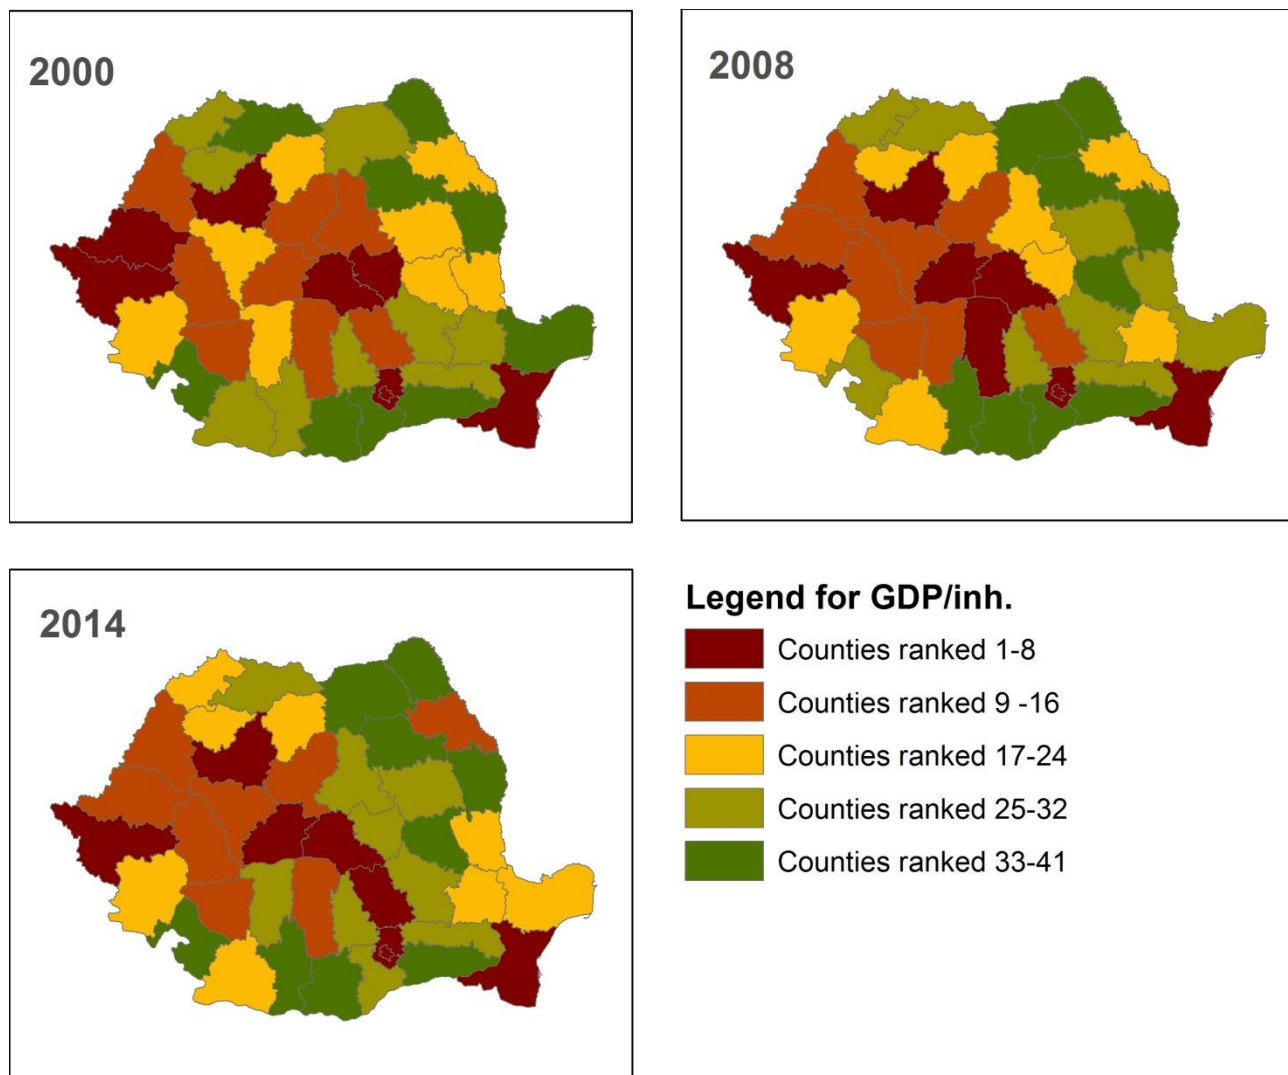 2000
2008
2014
Legend for GDP/inh.
Counties ranked 1-8
Counties ranked 9 -16
Counties ranked 17-24
Counties ranked 25-32
Counties ranked 33-41